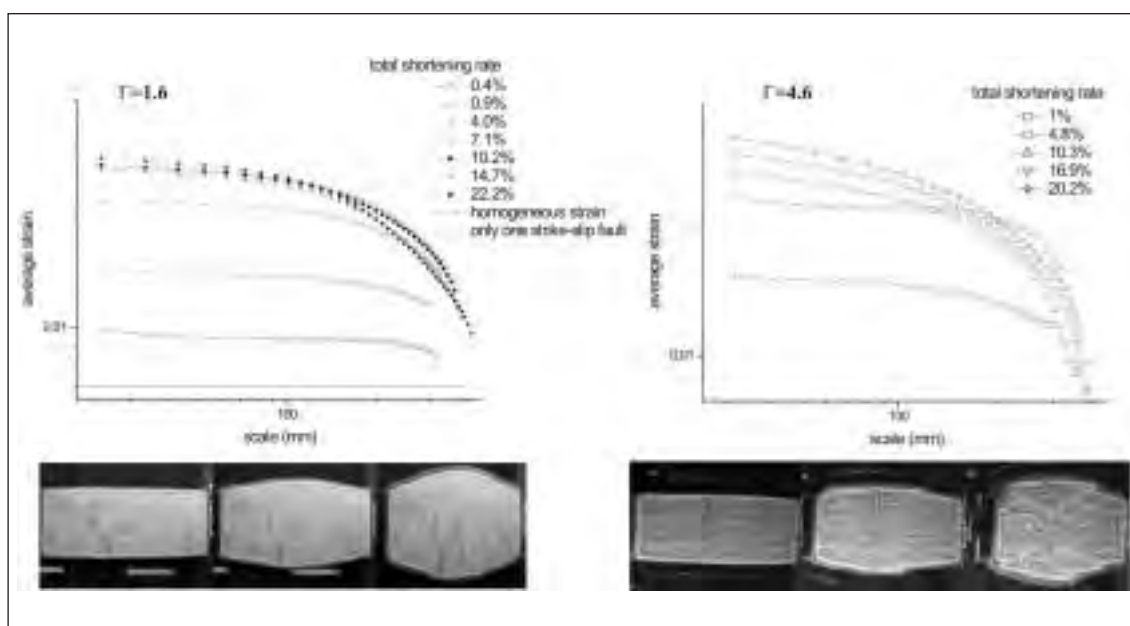 total shortening rate
Γ=1.6
0.4%
0.9%
4.0%
7.1%
10.2%
14.7%
22.2%
homogeneous strain
only one strike-slip fault
average strain
0,01
100
scale (mm)
Γ=4.6
total shortening rate
1%
4.8%
10.3%
16.9%
20.2%
average strain
0,01
100
scale (mm)